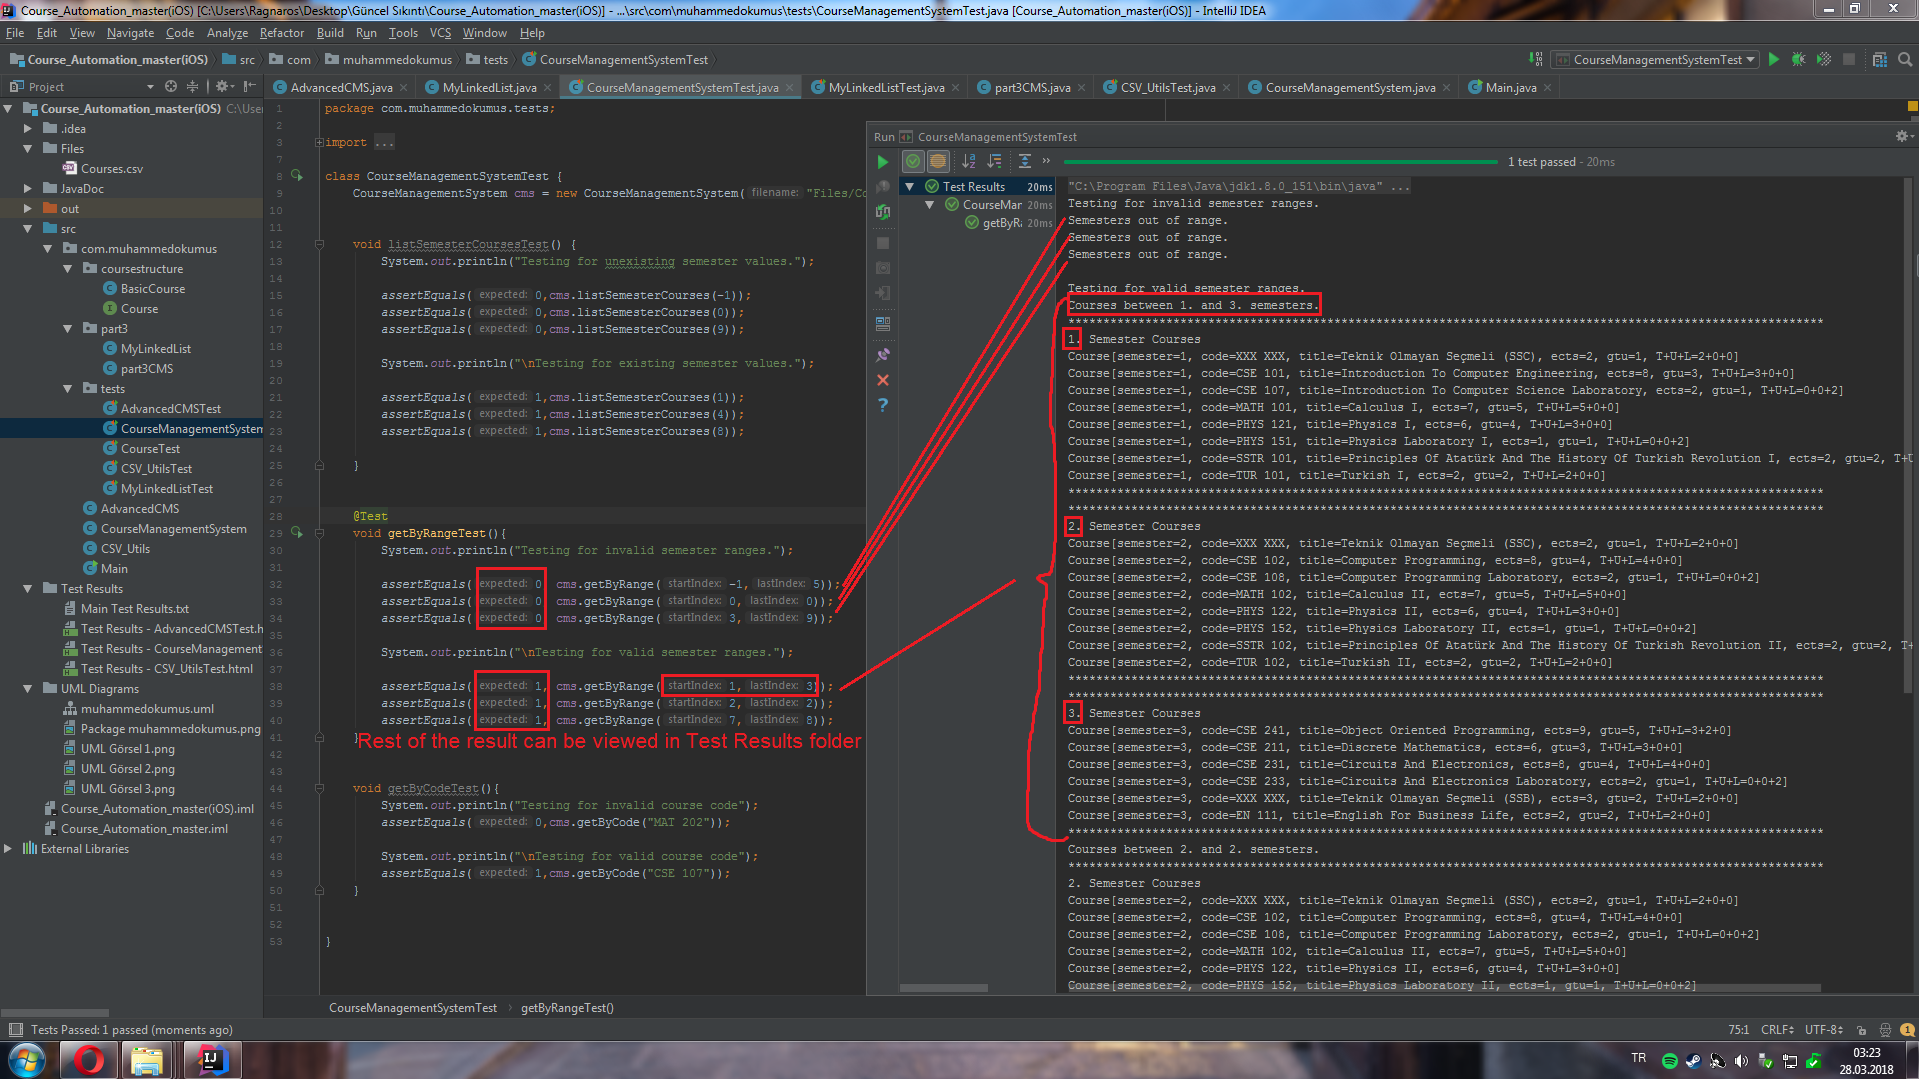 Course_Automation_master(iOS) [C:\Users\Ragnaros\Desktop\Güncel Sıkıntı\Course_Automation_master(iOS)] - ...\src\com\muhammedokumus\tests\CourseManagementSystemTest.java [Course_Automation_master(iOS)] - IntelliJ IDEA
File Edit View Navigate Code Analyze Refactor Build Run Tools VCS Window Help
Course_Automation_master(iOS) src com muhammedokumus tests CourseManagementSystemTest
CourseManagementSystemTest
Project
AdvancedCMS.java MyLinkedList.java CourseManagementSystemTest.java MyLinkedListTest.java part3CMS.java CSV_UtilsTest.java CourseManagementSystem.java Main.java
Course_Automation_master(iOS) C:\User
.idea
Files
Courses.csv
JavaDoc
out
src
com.muhammedokumus
coursestructure
BasicCourse
Course
part3
MyLinkedList
part3CMS
tests
AdvancedCMSTest
CourseManagementSystem
CourseTest
CSV_UtilsTest
MyLinkedListTest
AdvancedCMS
CourseManagementSystem
CSV_Utils
Main
Test Results
Main Test Results.txt
Test Results - AdvancedCMSTest.h
Test Results - CourseManagement
Test Results - CSV_UtilsTest.html
UML Diagrams
muhammedokumus.uml
Package muhammedokumus.png
UML Görsel 1.png
UML Görsel 2.png
UML Görsel 3.png
Course_Automation_master(iOS).iml
Course_Automation_master.iml
External Libraries
1 package com.muhammedokumus.tests;
2
3 import ...
7
8 class CourseManagementSystemTest {
9 CourseManagementSystem cms = new CourseManagementSystem( filename: "Files/Co
10
11
12 void listSemesterCoursesTest() {
13 System.out.println("Testing for unexisting semester values.");
14
15 assertEquals( expected: 0,cms.listSemesterCourses(-1));
16 assertEquals( expected: 0,cms.listSemesterCourses(0));
17 assertEquals( expected: 0,cms.listSemesterCourses(9));
18
19 System.out.println("\nTesting for existing semester values.");
20
21 assertEquals( expected: 1,cms.listSemesterCourses(1));
22 assertEquals( expected: 1,cms.listSemesterCourses(4));
23 assertEquals( expected: 1,cms.listSemesterCourses(8));
24
25 }
26
27
28 @Test
29 void getByRangeTest(){
30 System.out.println("Testing for invalid semester ranges.");
31
32 assertEquals( expected: 0 cms.getByRange( startIndex: -1, lastIndex: 5));
33 assertEquals( expected: 0 cms.getByRange( startIndex: 0, lastIndex: 0));
34 assertEquals( expected: 0 cms.getByRange( startIndex: 3, lastIndex: 9));
35
36 System.out.println("\nTesting for valid semester ranges.");
37
38 assertEquals( expected: 1, cms.getByRange( startIndex: 1, lastIndex: 3));
39 assertEquals( expected: 1, cms.getByRange( startIndex: 2, lastIndex: 2));
40 assertEquals( expected: 1, cms.getByRange( startIndex: 7, lastIndex: 8));
41 }
Rest of the result can be viewed in Test Results folder
42
43
44 void getByCodeTest(){
45 System.out.println("Testing for invalid course code");
46 assertEquals( expected: 0,cms.getByCode("MAT 202"));
47
48 System.out.println("\nTesting for valid course code");
49 assertEquals( expected: 1,cms.getByCode("CSE 107"));
50 }
51
52
53 }
Run CourseManagementSystemTest
1 test passed - 20ms
Test Results 20ms
CourseMar 20ms
getByRa 20ms
"C:\Program Files\Java\jdk1.8.0_151\bin\java" ...
Testing for invalid semester ranges.
Semesters out of range.
Semesters out of range.
Semesters out of range.
Testing for valid semester ranges.
Courses between 1. and 3. semesters.
************************************************************************************************************
1. Semester Courses
Course[semester=1, code=XXX XXX, title=Teknik Olmayan Seçmeli (SSC), ects=2, gtu=1, T+U+L=2+0+0]
Course[semester=1, code=CSE 101, title=Introduction To Computer Engineering, ects=8, gtu=3, T+U+L=3+0+0]
Course[semester=1, code=CSE 107, title=Introduction To Computer Science Laboratory, ects=2, gtu=1, T+U+L=0+0+2]
Course[semester=1, code=MATH 101, title=Calculus I, ects=7, gtu=5, T+U+L=5+0+0]
Course[semester=1, code=PHYS 121, title=Physics I, ects=6, gtu=4, T+U+L=3+0+0]
Course[semester=1, code=PHYS 151, title=Physics Laboratory I, ects=1, gtu=1, T+U+L=0+0+2]
Course[semester=1, code=SSTR 101, title=Principles Of Atatürk And The History Of Turkish Revolution I, ects=2, gtu=2, T+U
Course[semester=1, code=TUR 101, title=Turkish I, ects=2, gtu=2, T+U+L=2+0+0]
************************************************************************************************************
************************************************************************************************************
2. Semester Courses
Course[semester=2, code=XXX XXX, title=Teknik Olmayan Seçmeli (SSC), ects=2, gtu=1, T+U+L=2+0+0]
Course[semester=2, code=CSE 102, title=Computer Programming, ects=8, gtu=4, T+U+L=4+0+0]
Course[semester=2, code=CSE 108, title=Computer Programming Laboratory, ects=2, gtu=1, T+U+L=0+0+2]
Course[semester=2, code=MATH 102, title=Calculus II, ects=7, gtu=5, T+U+L=5+0+0]
Course[semester=2, code=PHYS 122, title=Physics II, ects=6, gtu=4, T+U+L=3+0+0]
Course[semester=2, code=PHYS 152, title=Physics Laboratory II, ects=1, gtu=1, T+U+L=0+0+2]
Course[semester=2, code=SSTR 102, title=Principles Of Atatürk And The History Of Turkish Revolution II, ects=2, gtu=2, T+
Course[semester=2, code=TUR 102, title=Turkish II, ects=2, gtu=2, T+U+L=2+0+0]
************************************************************************************************************
************************************************************************************************************
3. Semester Courses
Course[semester=3, code=CSE 241, title=Object Oriented Programming, ects=9, gtu=5, T+U+L=3+2+0]
Course[semester=3, code=CSE 211, title=Discrete Mathematics, ects=6, gtu=3, T+U+L=3+0+0]
Course[semester=3, code=CSE 231, title=Circuits And Electronics, ects=8, gtu=4, T+U+L=4+0+0]
Course[semester=3, code=CSE 233, title=Circuits And Electronics Laboratory, ects=2, gtu=1, T+U+L=0+0+2]
Course[semester=3, code=XXX XXX, title=Teknik Olmayan Seçmeli (SSB), ects=3, gtu=2, T+U+L=2+0+0]
Course[semester=3, code=EN 111, title=English For Business Life, ects=2, gtu=2, T+U+L=2+0+0]
************************************************************************************************************
Courses between 2. and 2. semesters.
************************************************************************************************************
2. Semester Courses
Course[semester=2, code=XXX XXX, title=Teknik Olmayan Seçmeli (SSC), ects=2, gtu=1, T+U+L=2+0+0]
Course[semester=2, code=CSE 102, title=Computer Programming, ects=8, gtu=4, T+U+L=4+0+0]
Course[semester=2, code=CSE 108, title=Computer Programming Laboratory, ects=2, gtu=1, T+U+L=0+0+2]
Course[semester=2, code=MATH 102, title=Calculus II, ects=7, gtu=5, T+U+L=5+0+0]
Course[semester=2, code=PHYS 122, title=Physics II, ects=6, gtu=4, T+U+L=3+0+0]
Course[semester=2, code=PHYS 152, title=Physics Laboratory II, ects=1, gtu=1, T+U+L=0+0+2]
CourseManagementSystemTest getByRangeTest()
Tests Passed: 1 passed (moments ago)
75:1 CRLF UTF-8
TR
03:23
28.03.2018